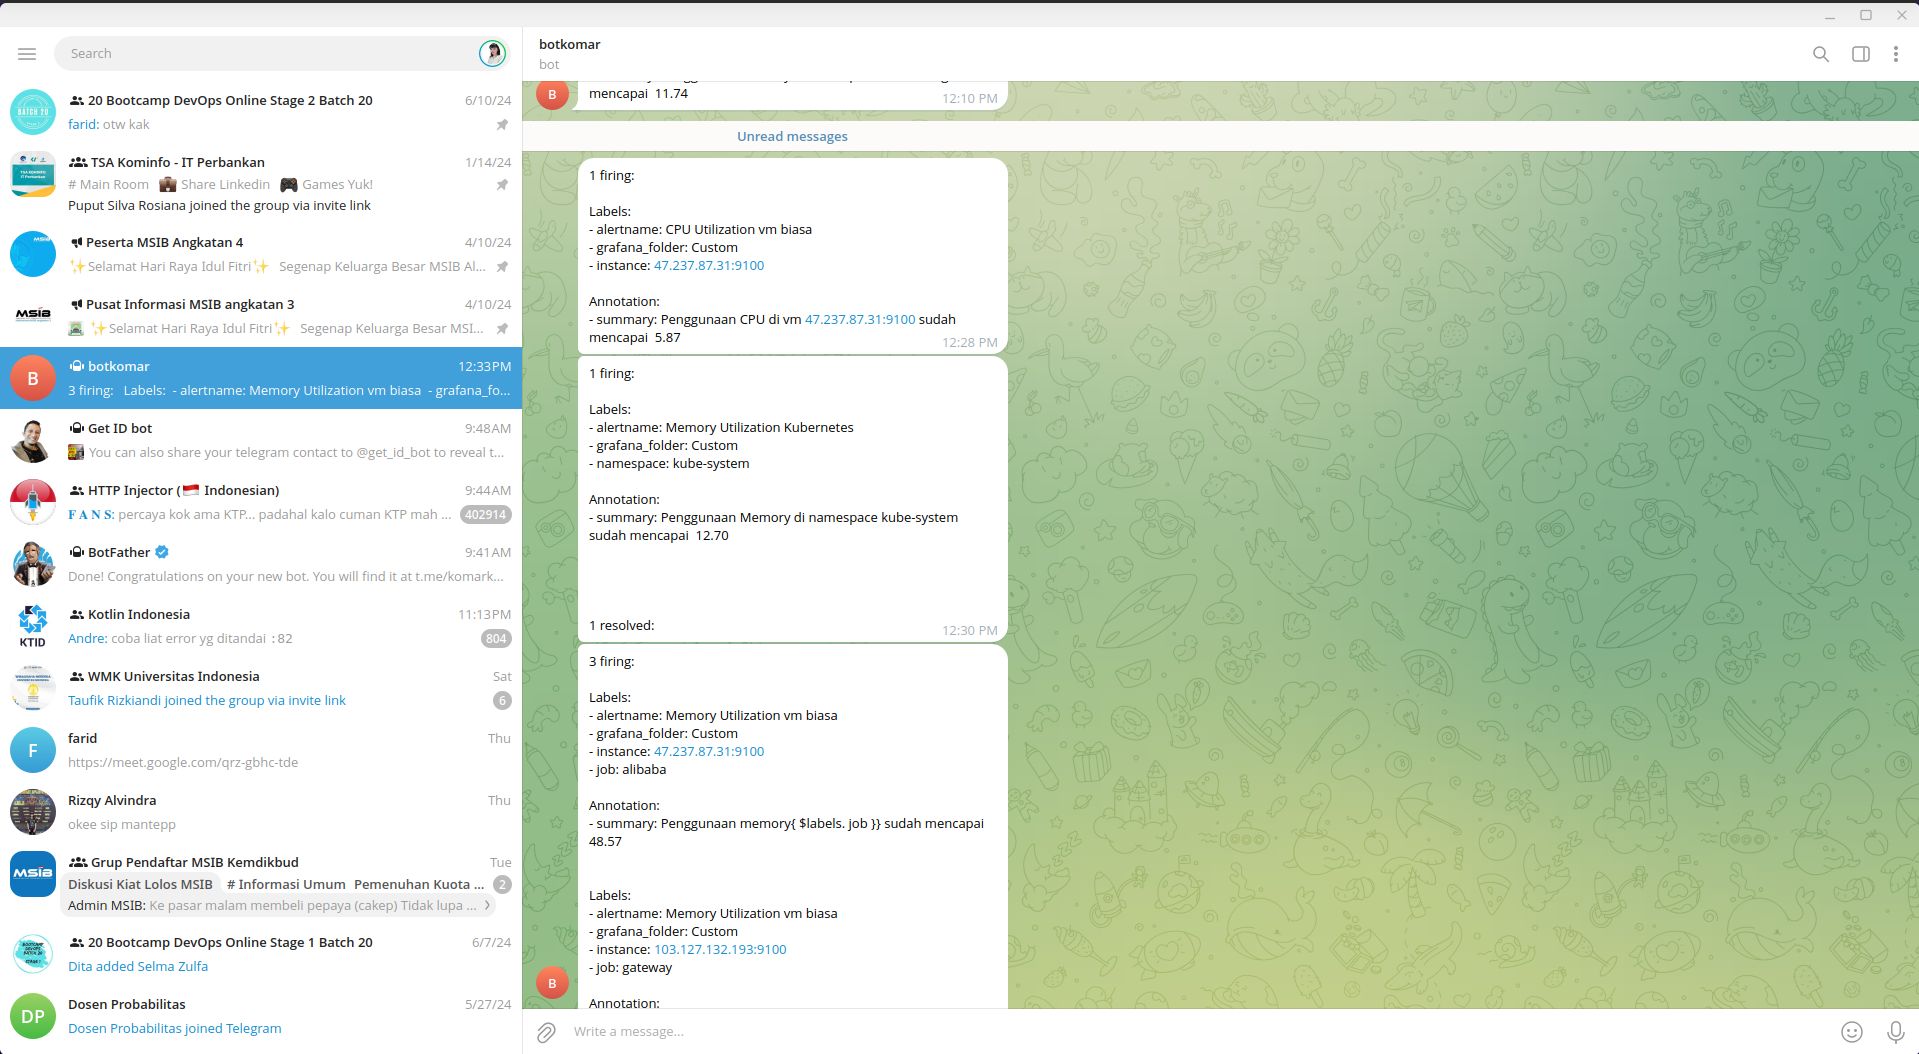 Search
20 Bootcamp DevOps Online Stage 2 Batch 20
6/10/24
farid: otw kak
TSA Kominfo - IT Perbankan
1/14/24
# Main Room Share Linkedin Games Yuk!
Puput Silva Rosiana joined the group via invite link
Peserta MSIB Angkatan 4
4/10/24
✨Selamat Hari Raya Idul Fitri✨ Segenap Keluarga Besar MSIB Al...
Pusat Informasi MSIB angkatan 3
4/10/24
✨Selamat Hari Raya Idul Fitri✨ Segenap Keluarga Besar MSI...
B
botkomar
12:33PM
3 firing: Labels: - alertname: Memory Utilization vm biasa - grafana_fo...
Get ID bot
9:48AM
You can also share your telegram contact to @get_id_bot to reveal t...
HTTP Injector (🇮🇩 Indonesian)
9:44AM
F A N S: percaya kok ama KTP... padahal kalo cuman KTP mah ...
402914
BotFather
9:41AM
Done! Congratulations on your new bot. You will find it at t.me/komark...
KTID
Kotlin Indonesia
11:13PM
Andre: coba liat error yg ditandai :82
804
WMK Universitas Indonesia
Sat
Taufik Rizkiandi joined the group via invite link
6
F
farid
Thu
https://meet.google.com/qrz-gbhc-tde
Rizqy Alvindra
Thu
okee sip mantepp
MSiB
Grup Pendaftar MSIB Kemdikbud
Tue
Diskusi Kiat Lolos MSIB # Informasi Umum Pemenuhan Kuota ...
2
Admin MSIB: Ke pasar malam membeli pepaya (cakep) Tidak lupa ...
20 Bootcamp DevOps Online Stage 1 Batch 20
6/7/24
Dita added Selma Zulfa
DP
Dosen Probabilitas
5/27/24
Dosen Probabilitas joined Telegram
botkomar
bot
B
mencapai 11.74
12:10 PM
Unread messages
1 firing:
Labels:
- alertname: CPU Utilization vm biasa
- grafana_folder: Custom
- instance: 47.237.87.31:9100
Annotation:
- summary: Penggunaan CPU di vm 47.237.87.31:9100 sudah
mencapai 5.87
12:28 PM
1 firing:
Labels:
- alertname: Memory Utilization Kubernetes
- grafana_folder: Custom
- namespace: kube-system
Annotation:
- summary: Penggunaan Memory di namespace kube-system
sudah mencapai 12.70
1 resolved:
12:30 PM
3 firing:
Labels:
- alertname: Memory Utilization vm biasa
- grafana_folder: Custom
- instance: 47.237.87.31:9100
- job: alibaba
Annotation:
- summary: Penggunaan memory{ $labels. job }} sudah mencapai
48.57
Labels:
- alertname: Memory Utilization vm biasa
- grafana_folder: Custom
- instance: 103.127.132.193:9100
- job: gateway
B
Annotation:
Write a message...